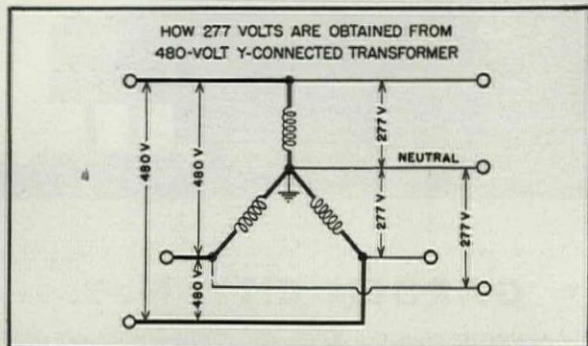 HOW 277 VOLTS ARE OBTAINED FROM
480-VOLT Y-CONNECTED TRANSFORMER
480 V
480 V
277 V
NEUTRAL
277 V
277 V
480 V